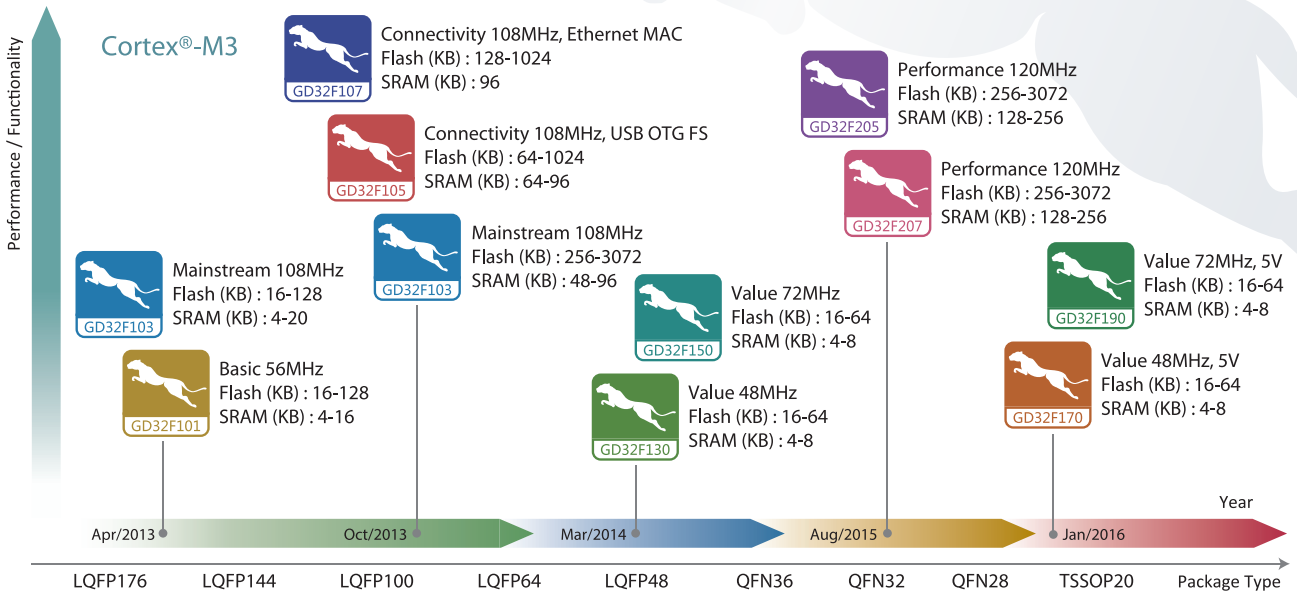 Performance / Functionality
Cortex®-M3
GD32F107
Connectivity 108MHz, Ethernet MAC
Flash (KB) : 128-1024
SRAM (KB) : 96
GD32F105
Connectivity 108MHz, USB OTG FS
Flash (KB) : 64-1024
SRAM (KB) : 64-96
GD32F103
Mainstream 108MHz
Flash (KB) : 256-3072
SRAM (KB) : 48-96
GD32F103
Mainstream 108MHz
Flash (KB) : 16-128
SRAM (KB) : 4-20
GD32F101
Basic 56MHz
Flash (KB) : 16-128
SRAM (KB) : 4-16
GD32F150
Value 72MHz
Flash (KB) : 16-64
SRAM (KB) : 4-8
GD32F130
Value 48MHz
Flash (KB) : 16-64
SRAM (KB) : 4-8
GD32F205
Performance 120MHz
Flash (KB) : 256-3072
SRAM (KB) : 128-256
GD32F207
Performance 120MHz
Flash (KB) : 256-3072
SRAM (KB) : 128-256
GD32F190
Value 72MHz, 5V
Flash (KB) : 16-64
SRAM (KB) : 4-8
GD32F170
Value 48MHz, 5V
Flash (KB) : 16-64
SRAM (KB) : 4-8
Year
Apr/2013 Oct/2013 Mar/2014 Aug/2015 Jan/2016
LQFP176 LQFP144 LQFP100 LQFP64 LQFP48 QFN36 QFN32 QFN28 TSSOP20 Package Type